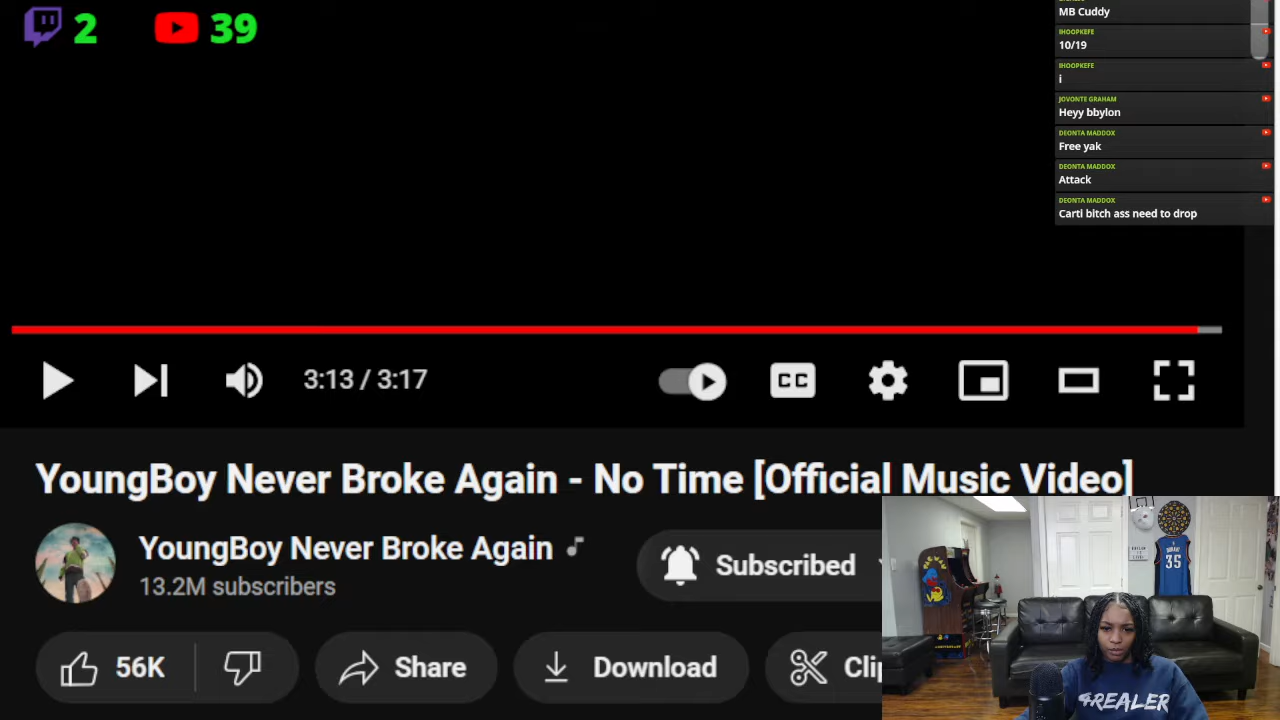 2
39
MB Cuddy
IHOOPKEFE
10/19
IHOOPKEFE
i
JOVONTE GRAHAM
Heyy bbylon
DEONTA MADDOX
Free yak
DEONTA MADDOX
Attack
DEONTA MADDOX
Carti bitch ass need to drop
3:13 / 3:17
CC
YoungBoy Never Broke Again - No Time [Official Music Video]
YoungBoy Never Broke Again
13.2M subscribers
Subscribed
56K
Share
Download
Clip
35
4REALER